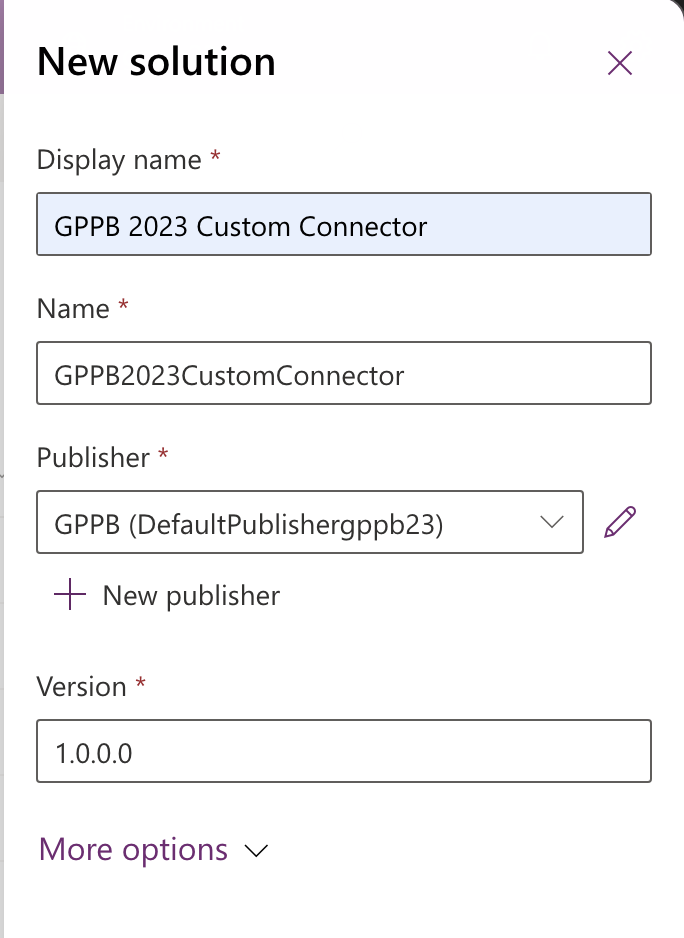 New solution
Display name *
GPPB 2023 Custom Connector
Name *
GPPB2023CustomConnector
Publisher *
GPPB (DefaultPublishergppb23)
New publisher
Version *
1.0.0.0
More options